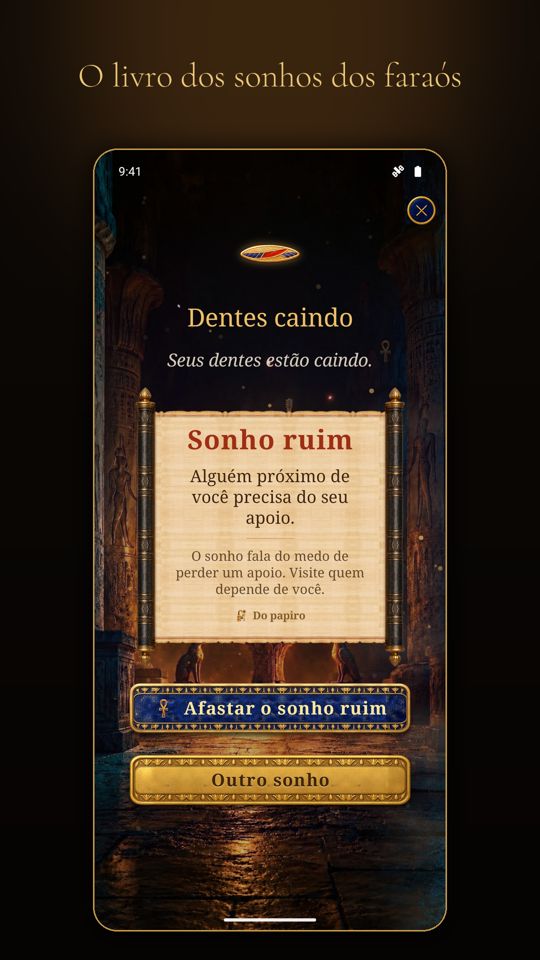 O livro dos sonhos dos faraós
9:41
Dentes caindo
Seus dentes estão caindo.
Sonho ruim
Alguém próximo de
você precisa do seu
apoio.
O sonho fala do medo de
perder um apoio. Visite quem
depende de você.
Do papiro
Afastar o sonho ruim
Outro sonho